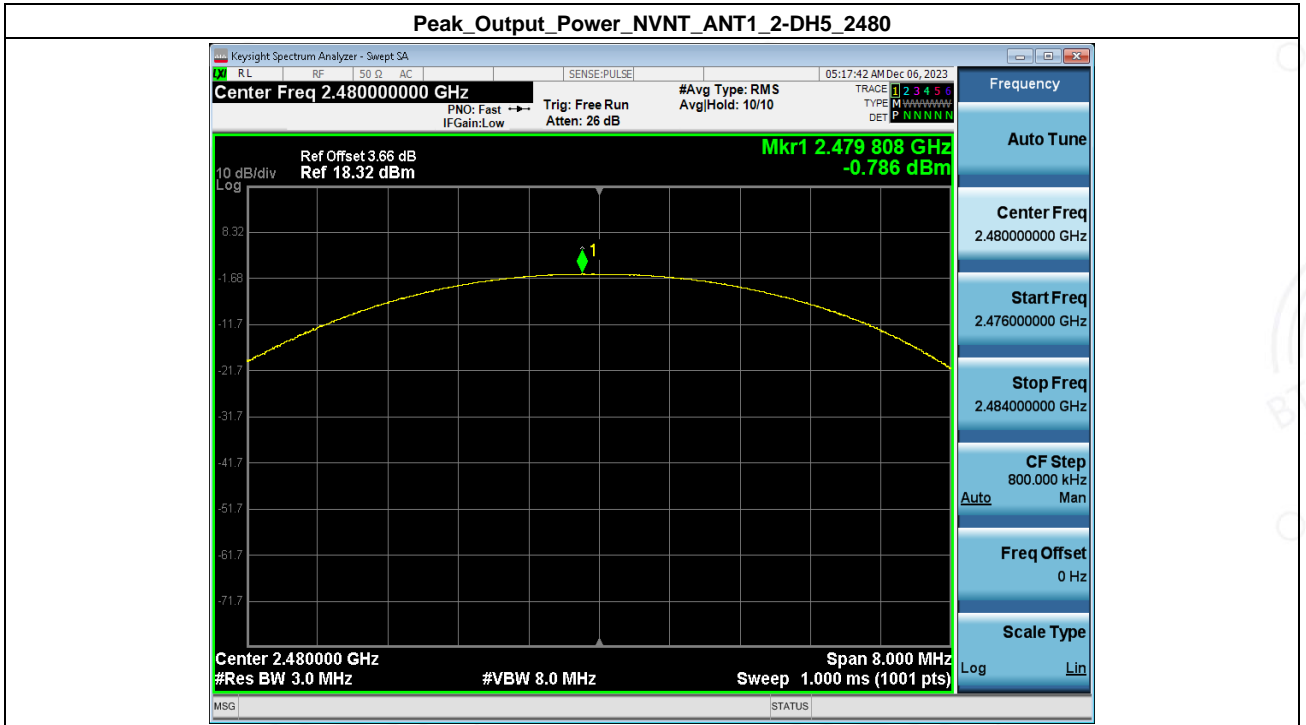 Peak_Output_Power_NVNT_ANT1_2-DH5_2480
Keysight Spectrum Analyzer - Swept SA
LXI RL RF 50 Ω AC SENSE:PULSE 05:17:42 AM Dec 06, 2023
Center Freq 2.480000000 GHz #Avg Type: RMS TRACE 1 2 3 4 5 6
PNO: Fast Trig: Free Run Avg|Hold: 10/10 TYPE M WWWWW
IFGain:Low Atten: 26 dB DET P N N N N N
Mkr1 2.479 808 GHz
-0.786 dBm
Ref Offset 3.66 dB
10 dB/div Ref 18.32 dBm
Log
8.32
1
-1.68
-11.7
-21.7
-31.7
-41.7
-51.7
-61.7
-71.7
Center 2.480000 GHz Span 8.000 MHz
#Res BW 3.0 MHz #VBW 8.0 MHz Sweep 1.000 ms (1001 pts)
MSG STATUS
Frequency
Auto Tune
Center Freq
2.480000000 GHz
Start Freq
2.476000000 GHz
Stop Freq
2.484000000 GHz
CF Step
800.000 kHz
Auto Man
Freq Offset
0 Hz
Scale Type
Log Lin